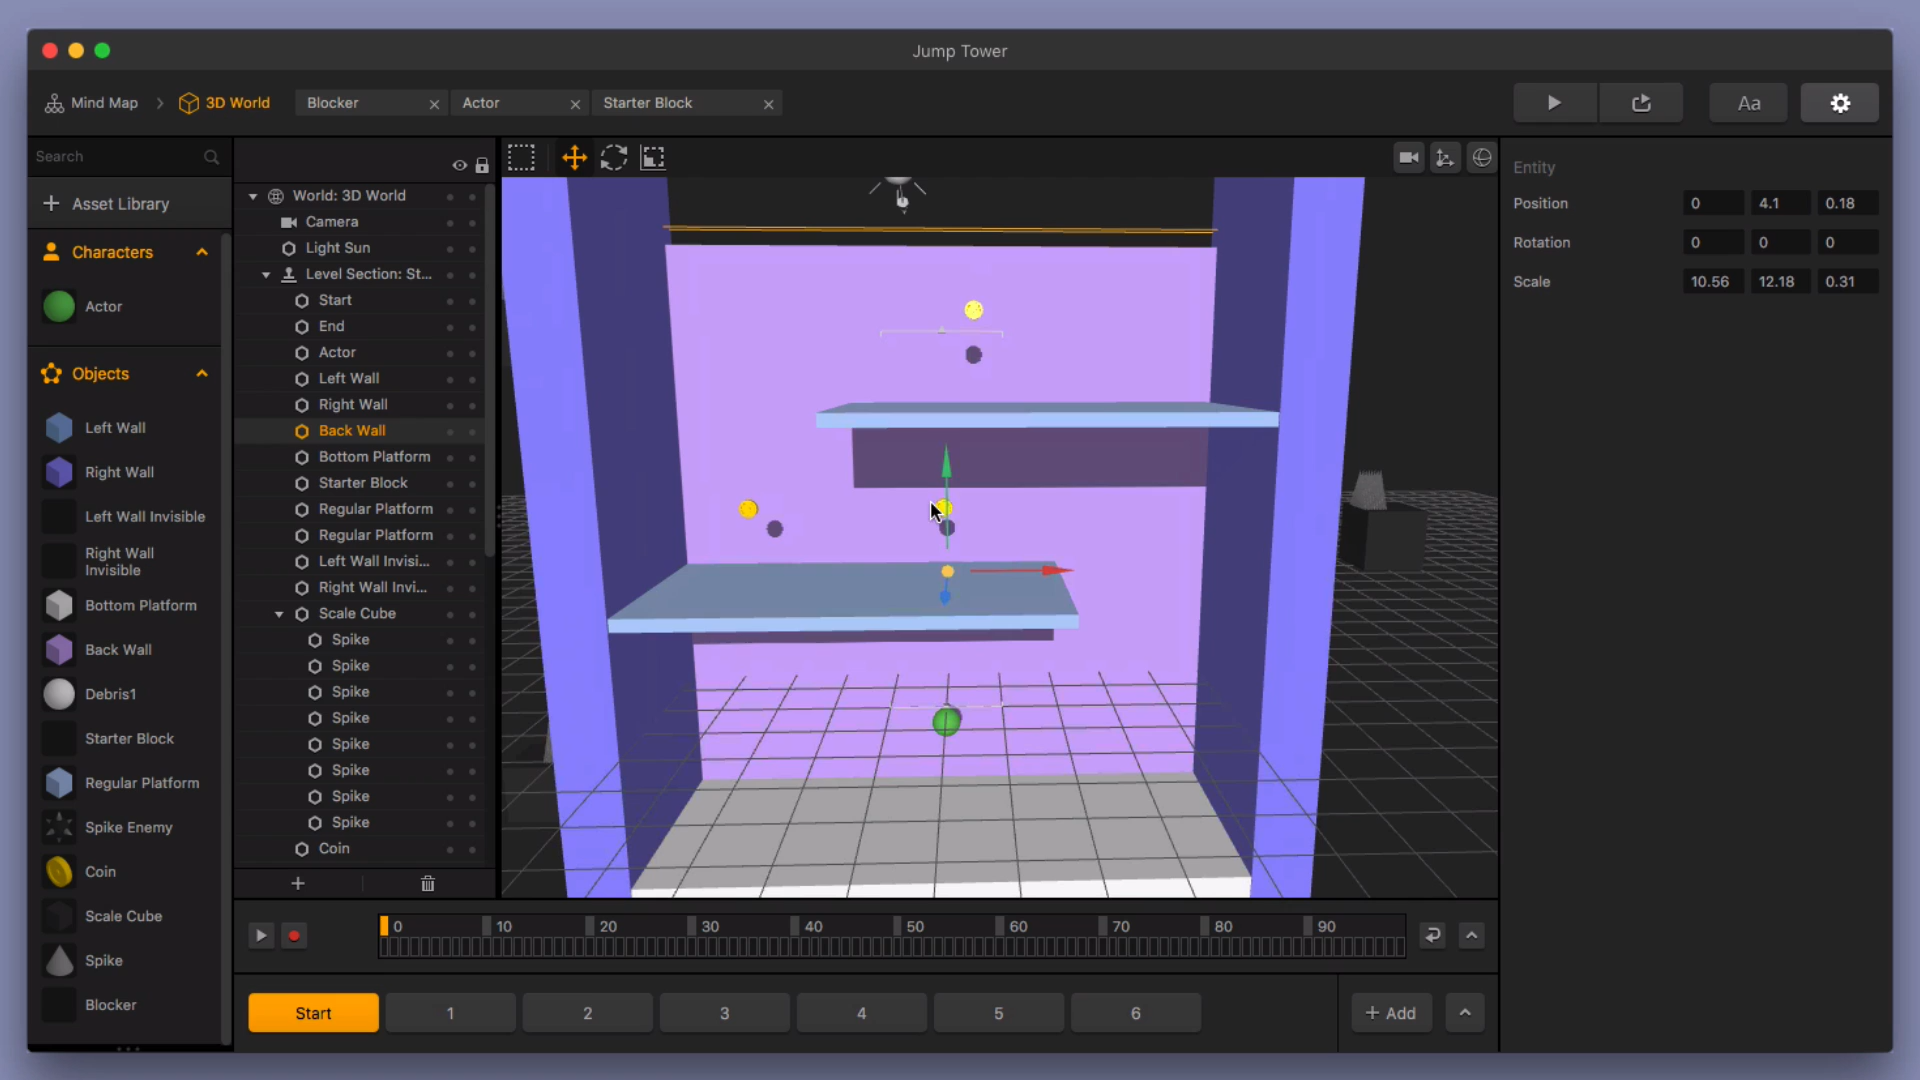 Jump Tower
Mind Map
3D World
Blocker
Actor
Starter Block
Aa
Search
Asset Library
Characters
Actor
Objects
Left Wall
Right Wall
Left Wall Invisible
Right Wall
Invisible
Bottom Platform
Back Wall
Debris1
Starter Block
Regular Platform
Spike Enemy
Coin
Scale Cube
Spike
Blocker
World: 3D World
Camera
Light Sun
Level Section: St...
Start
End
Actor
Left Wall
Right Wall
Back Wall
Bottom Platform
Starter Block
Regular Platform
Regular Platform
Left Wall Invisi...
Right Wall Invi...
Scale Cube
Spike
Spike
Spike
Spike
Spike
Spike
Spike
Spike
Coin
Entity
Position 0 4.1 0.18
Rotation 0 0 0
Scale 10.56 12.18 0.31
0 10 20 30 40 50 60 70 80 90
Start 1 2 3 4 5 6
+ Add